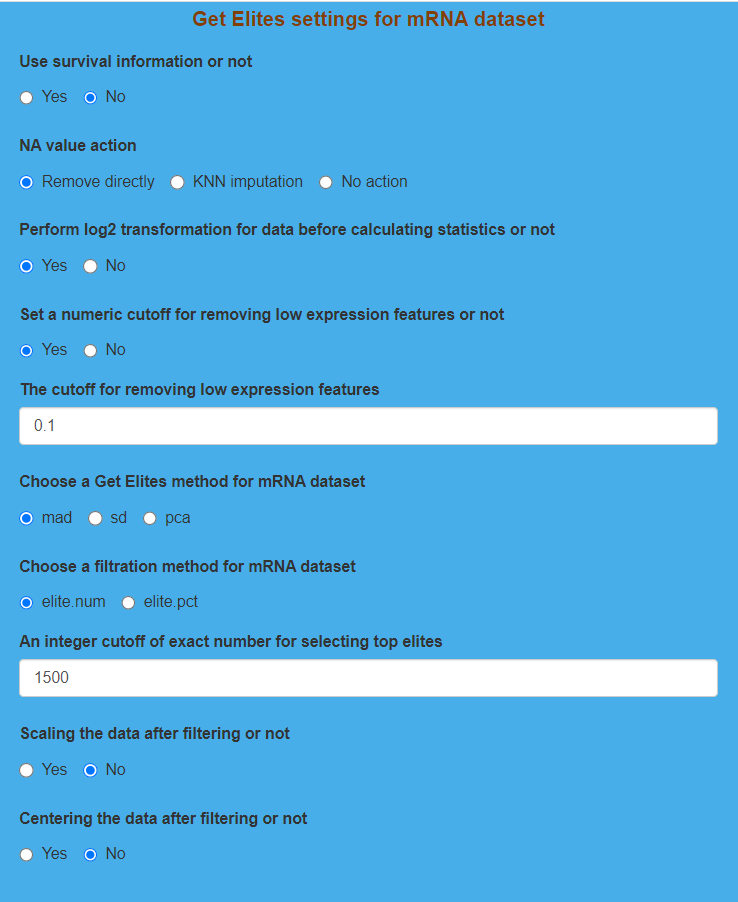 Get Elites settings for mRNA dataset
Use survival information or not
Yes No
NA value action
Remove directly KNN imputation No action
Perform log2 transformation for data before calculating statistics or not
Yes No
Set a numeric cutoff for removing low expression features or not
Yes No
The cutoff for removing low expression features
0.1
Choose a Get Elites method for mRNA dataset
mad sd pca
Choose a filtration method for mRNA dataset
elite.num elite.pct
An integer cutoff of exact number for selecting top elites
1500
Scaling the data after filtering or not
Yes No
Centering the data after filtering or not
Yes No